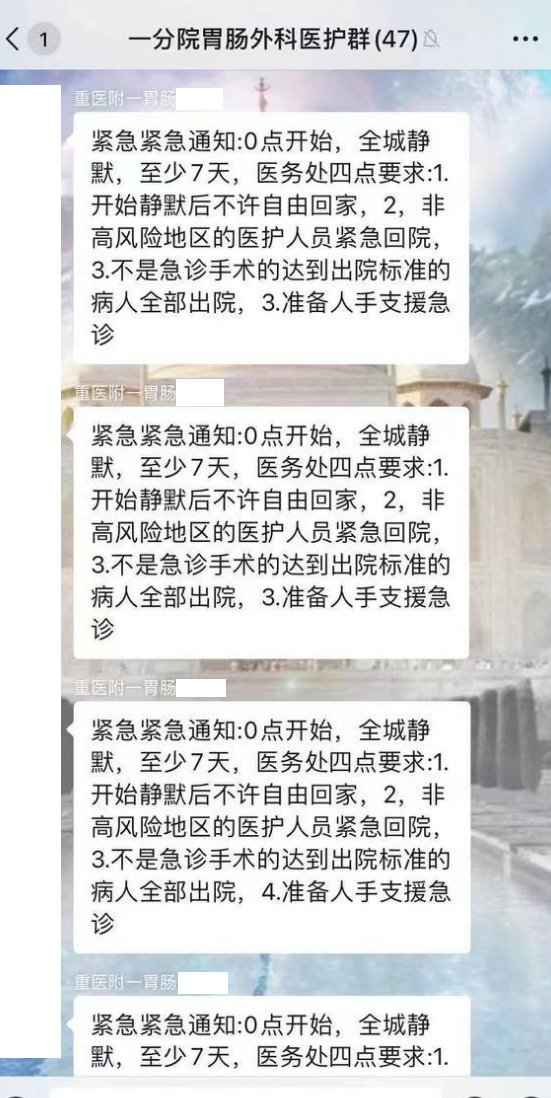 1
一分院胃肠外科医护群(47)
重医附一胃肠
紧急紧急通知:0点开始，全城静
默，至少7天，医务处四点要求:1.
开始静默后不许自由回家，2，非
高风险地区的医护人员紧急回院，
3.不是急诊手术的达到出院标准的
病人全部出院，3.准备人手支援急
诊
重医附一胃肠
紧急紧急通知:0点开始，全城静
默，至少7天，医务处四点要求:1.
开始静默后不许自由回家，2，非
高风险地区的医护人员紧急回院，
3.不是急诊手术的达到出院标准的
病人全部出院，3.准备人手支援急
诊
重医附一胃肠
紧急紧急通知:0点开始，全城静
默，至少7天，医务处四点要求:1.
开始静默后不许自由回家，2，非
高风险地区的医护人员紧急回院，
3.不是急诊手术的达到出院标准的
病人全部出院，4.准备人手支援急
诊
重医附一胃肠
紧急紧急通知:0点开始，全城静
默，至少7天，医务处四点要求:1.